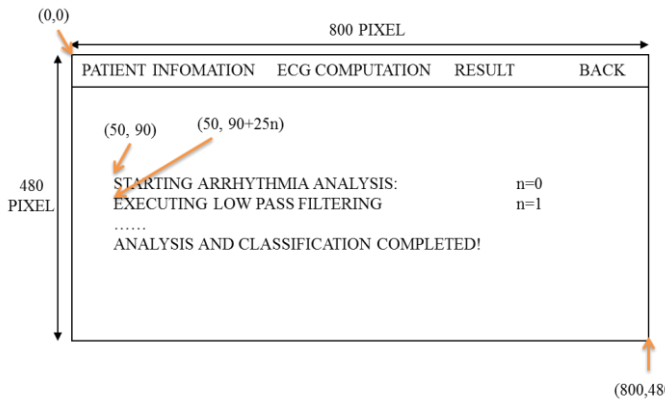 (0,0)
800 PIXEL
PATIENT INFOMATION ECG COMPUTATION RESULT BACK
(50, 90) (50, 90+25n)
480
PIXEL
STARTING ARRHYTHMIA ANALYSIS: n=0
EXECUTING LOW PASS FILTERING n=1
......
ANALYSIS AND CLASSIFICATION COMPLETED!
(800,480